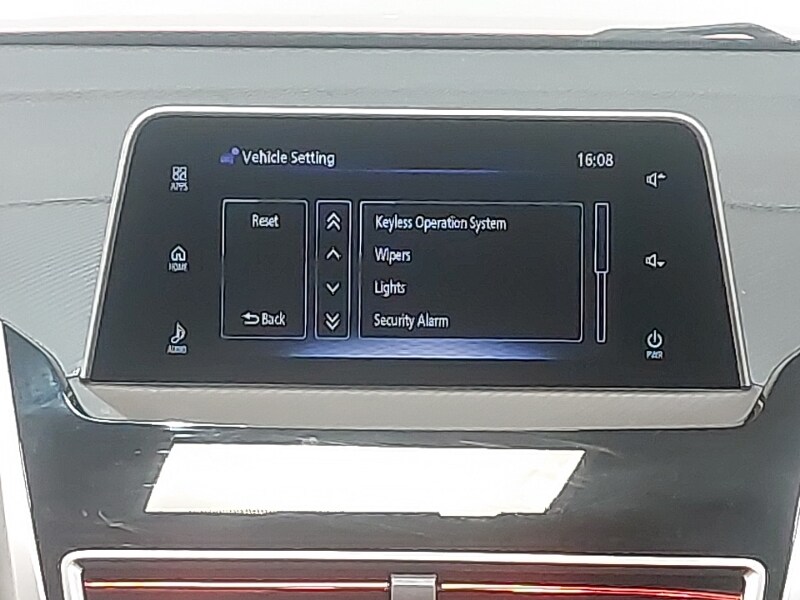 Vehicle Setting
16:08
APPS
HOME
AUDIO
Reset
Back
Keyless Operation System
Wipers
Lights
Security Alarm
PWR